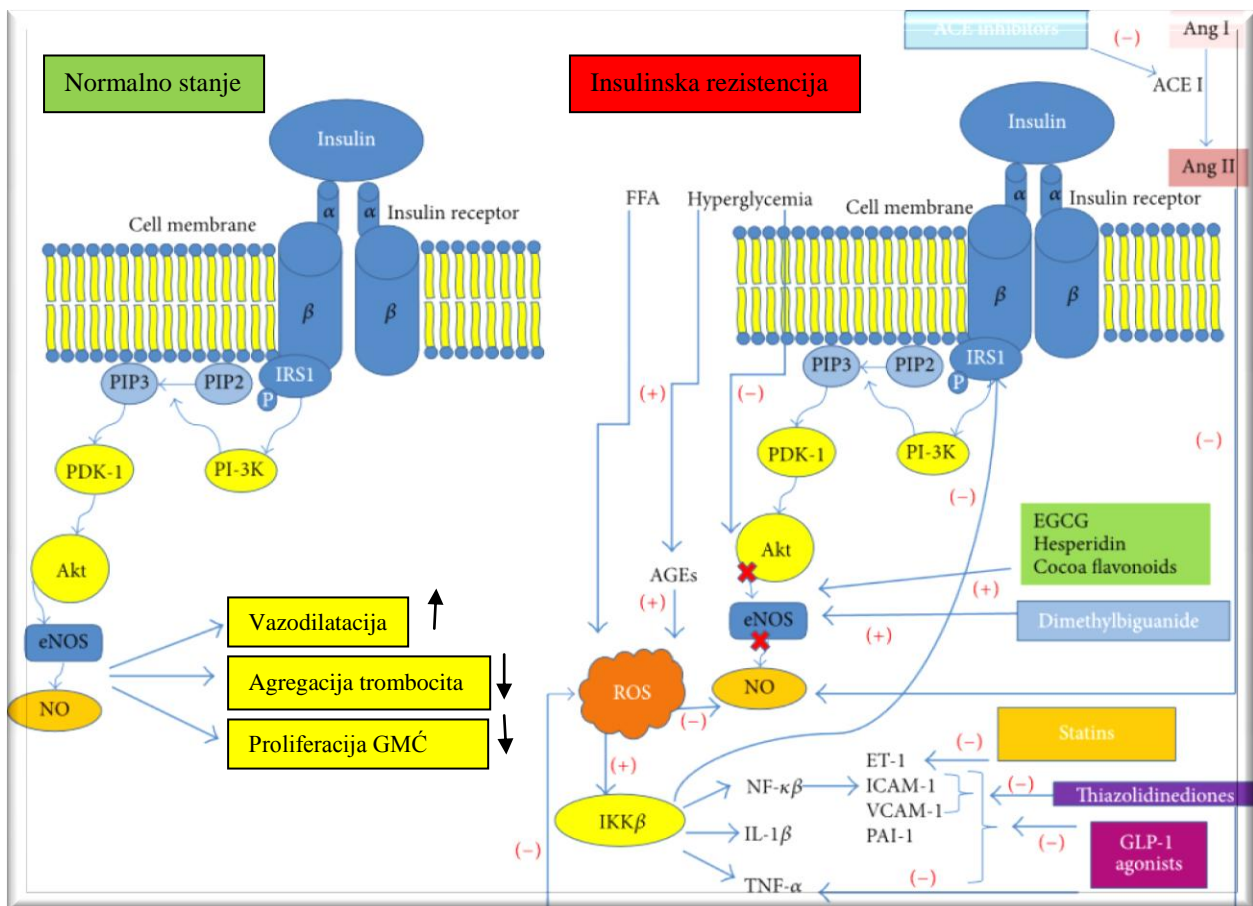 Normalno stanje
Insulin
α
α
Insulin receptor
Cell membrane
β
β
PIP3
PIP2
IRS1
P
PDK-1
PI-3K
Akt
eNOS
NO
Vazodilatacija
Agregacija trombocita
Proliferacija GMĆ
Insulinska rezistencija
ACE inhibitors
(−)
Ang I
ACE I
Ang II
Insulin
FFA
Hyperglycemia
α
α
Cell membrane
Insulin receptor
β
β
PIP3
PIP2
IRS1
P
(+)
(−)
PDK-1
PI-3K
(−)
(−)
Akt
AGEs
(+)
eNOS
EGCG
Hesperidin
Cocoa flavonoids
(+)
Dimethylbiguanide
(+)
ROS
NO
(−)
(+)
IKKβ
(−)
NF-κβ
IL-1β
TNF-α
ET-1
ICAM-1
VCAM-1
PAI-1
(−)
Statins
(−)
Thiazolidinediones
(−)
GLP-1
agonists
(−)